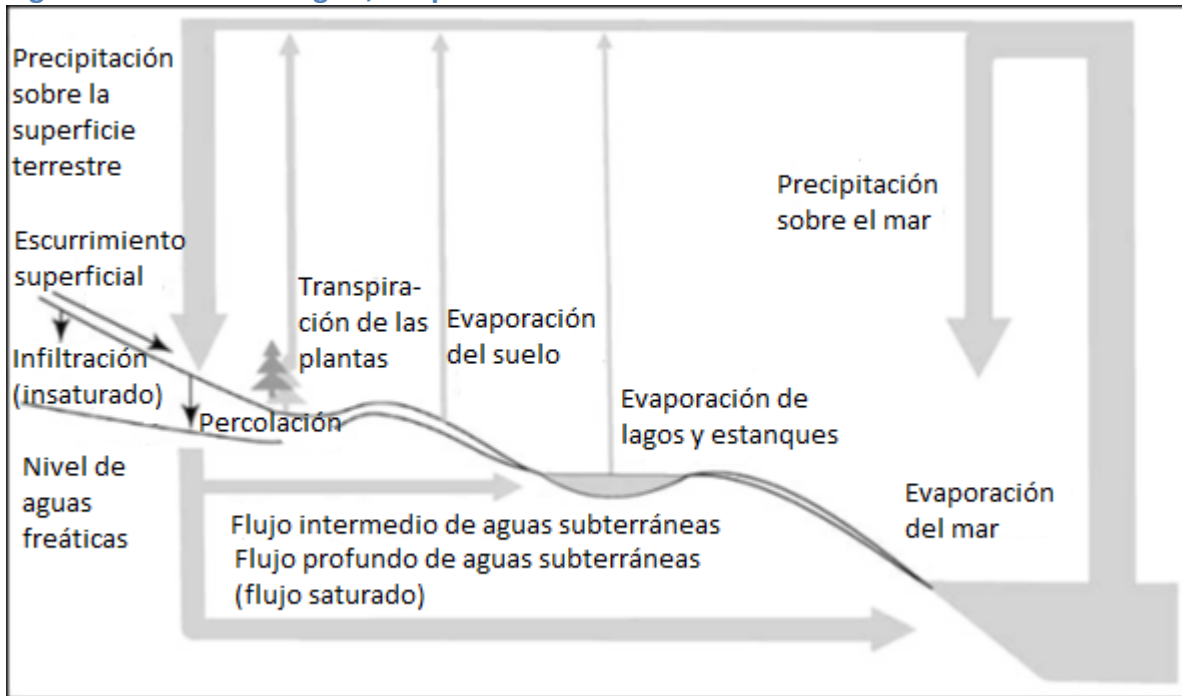 Precipitación
sobre la
superficie
terrestre
Precipitación
sobre el mar
Escurrimiento
superficial
Transpira-
ción de las
plantas
Evaporación
del suelo
Infiltración
(insaturado)
Percolación
Evaporación de
lagos y estanques
Nivel de
aguas
freáticas
Evaporación
del mar
Flujo intermedio de aguas subterráneas
Flujo profundo de aguas subterráneas
(flujo saturado)